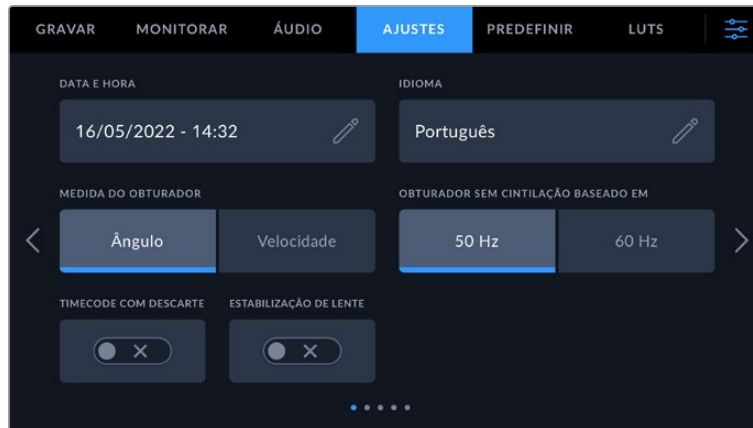 GRAVAR MONITORAR ÁUDIO AJUSTES PREDEFINIR LUTS
DATA E HORA IDIOMA
16/05/2022 - 14:32 Português
MEDIDA DO OBTURADOR OBTURADOR SEM CINTILAÇÃO BASEADO EM
Ângulo Velocidade 50 Hz 60 Hz
TIMECODE COM DESCARTE ESTABILIZAÇÃO DE LENTE